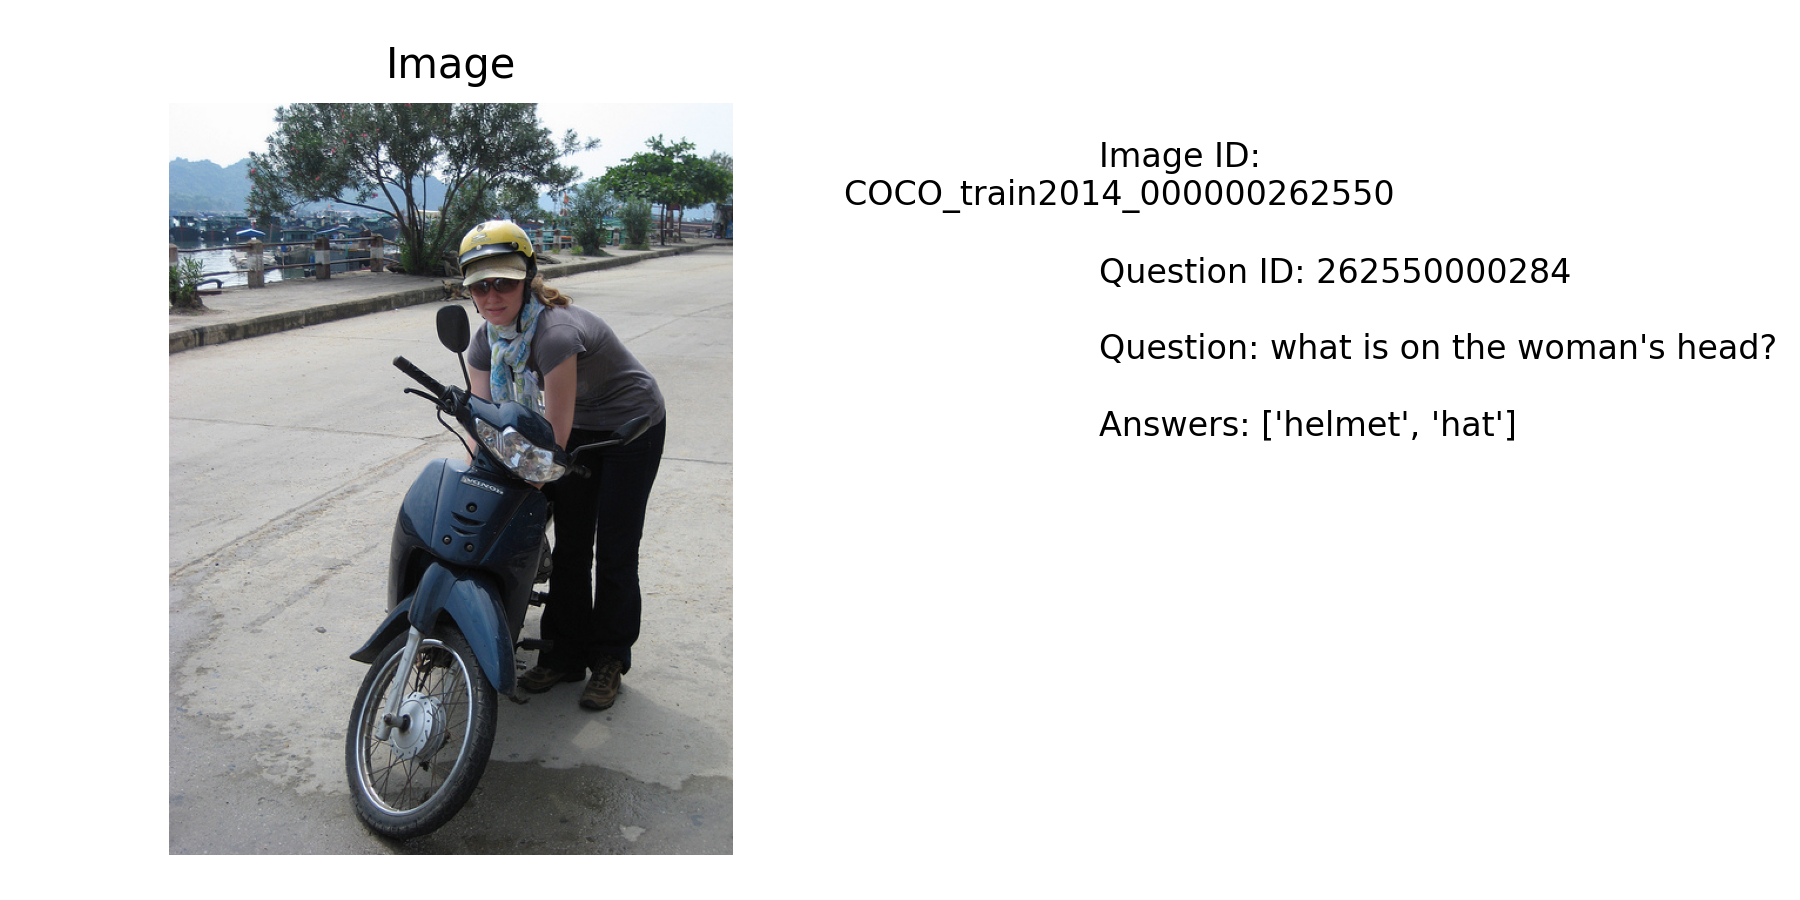 Image
Image ID:
COCO_train2014_000000262550
Question ID: 262550000284
Question: what is on the woman's head?
Answers: ['helmet', 'hat']